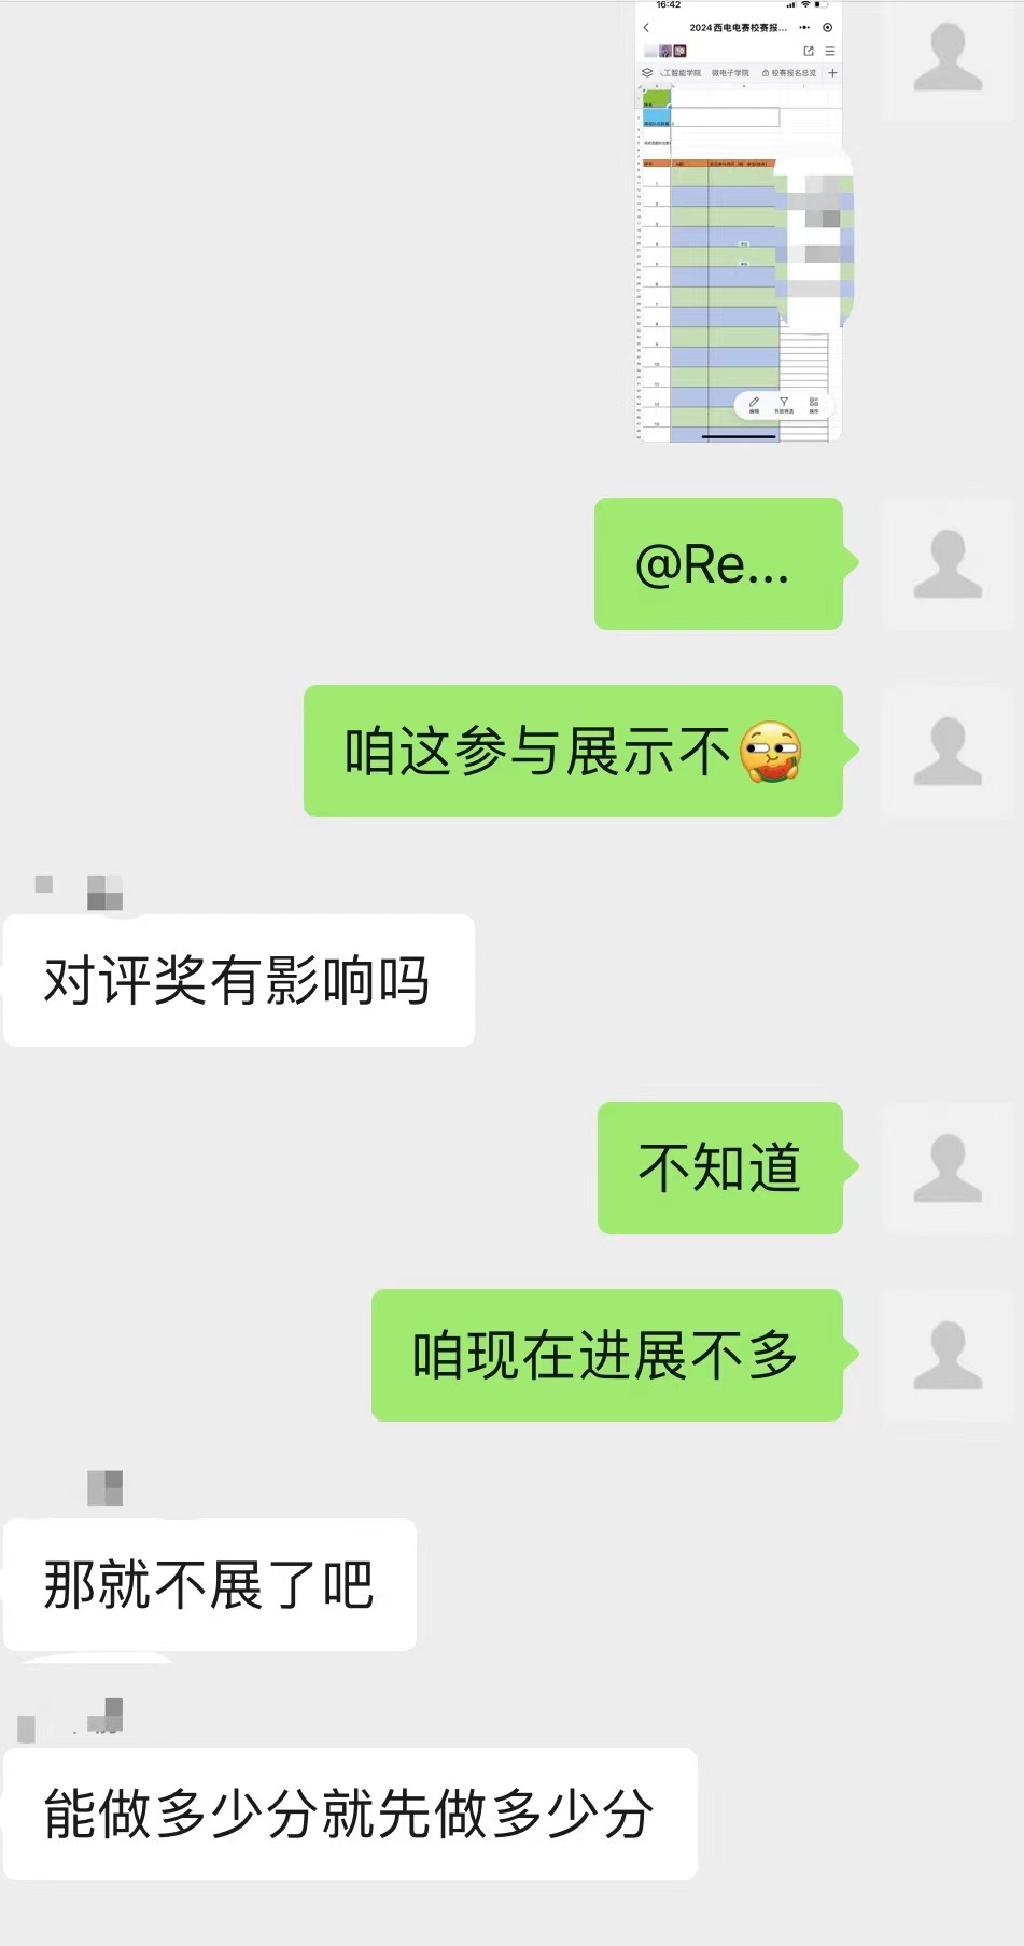 16:42
2024西电电赛校赛报...
工智能学院 微电子学院 校赛报名总览
@Re...
咱这参与展示不
对评奖有影响吗
不知道
咱现在进展不多
那就不展了吧
能做多少分就先做多少分